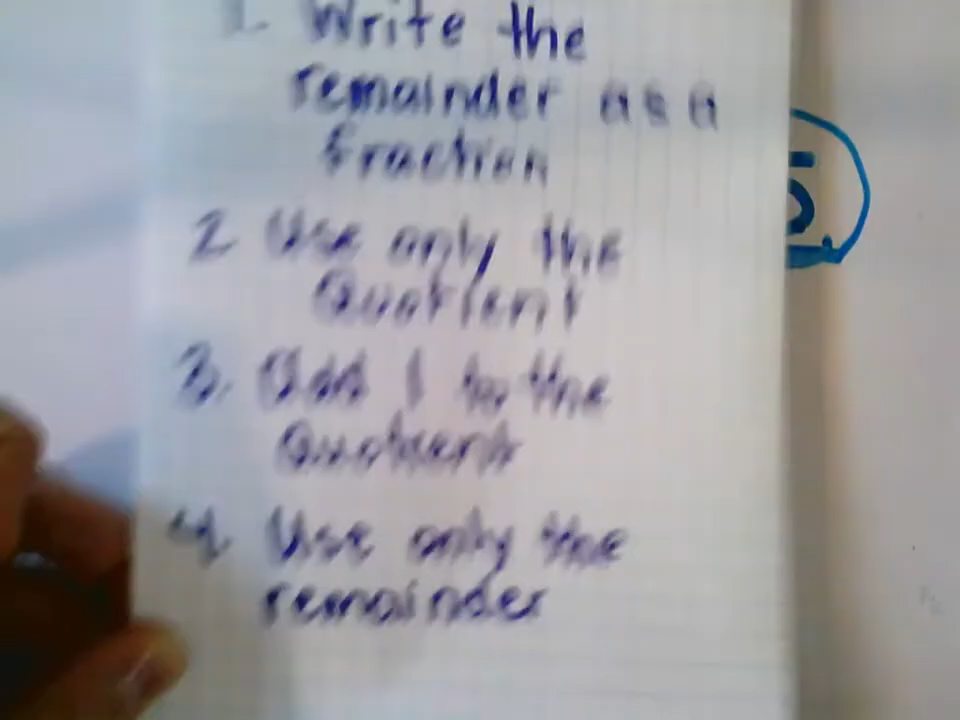 1. Write the
remainder as a
fraction
2 Use only the
Quotient
3. Add 1 to the
Quotient
4 Use only the
remainder